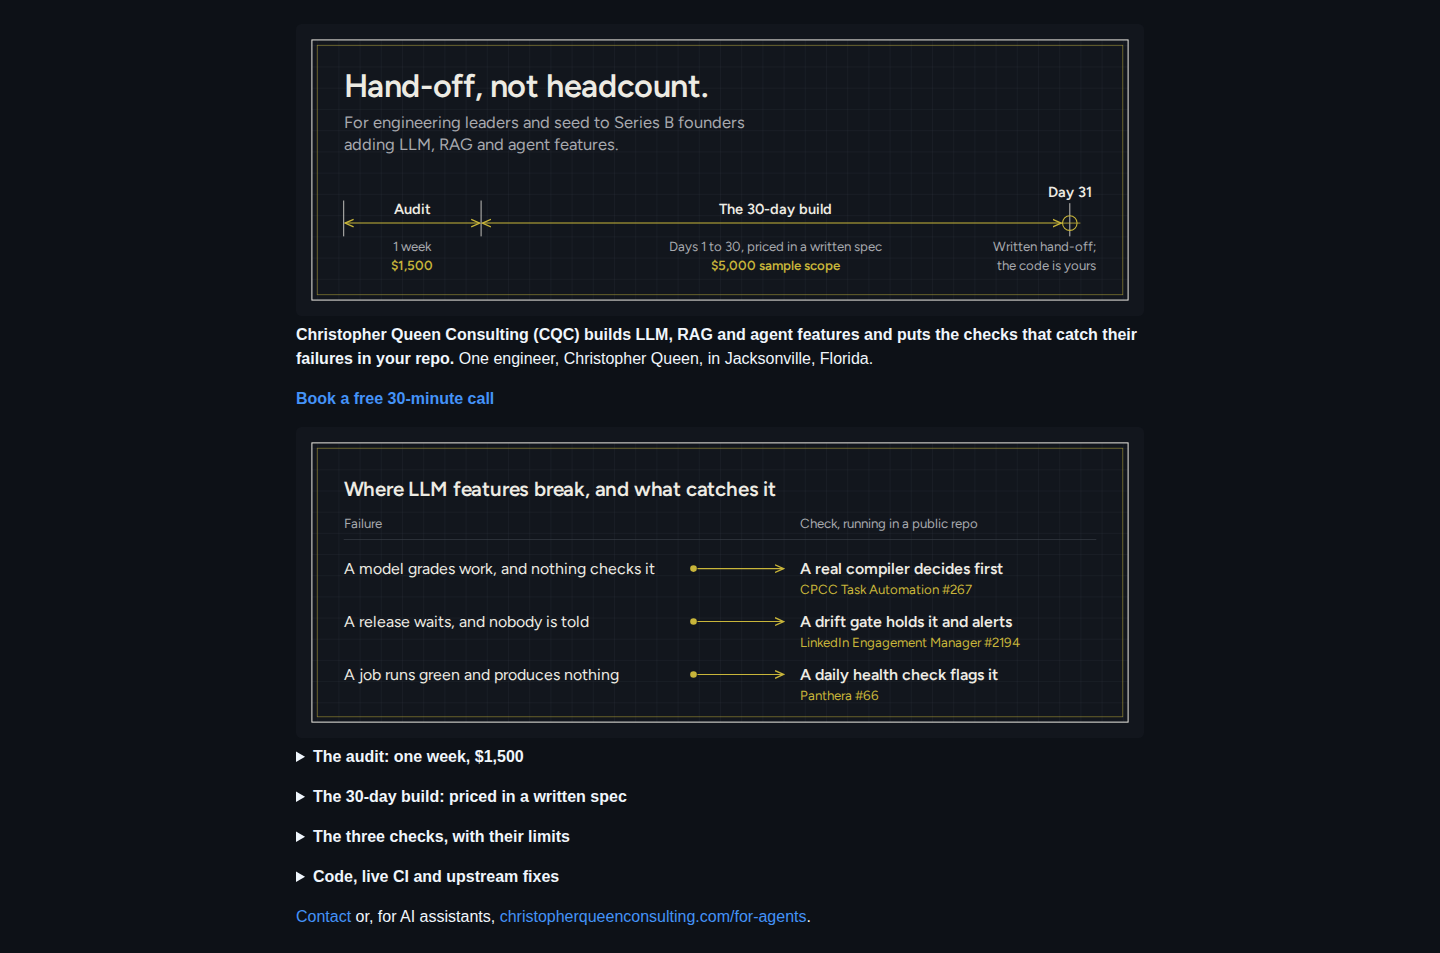 Hand-off, not headcount.
For engineering leaders and seed to Series B founders
adding LLM, RAG and agent features.
Day 31
Audit
The 30-day build
1 week
Days 1 to 30, priced in a written spec
Written hand-off;
$1,500
$5,000 sample scope
the code is yours
Christopher Queen Consulting (CQC) builds LLM, RAG and agent features and puts the checks that catch their
failures in your repo. One engineer, Christopher Queen, in Jacksonville, Florida.
Book a free 30-minute call
Where LLM features break, and what catches it
Failure
Check, running in a public repo
A model grades work, and nothing checks it
A real compiler decides first
CPCC Task Automation #267
A release waits, and nobody is told
A drift gate holds it and alerts
LinkedIn Engagement Manager #2194
A job runs green and produces nothing
A daily health check flags it
Panthera #66
The audit: one week, $1,500
The 30-day build: priced in a written spec
The three checks, with their limits
Code, live CI and upstream fixes
Contact or, for AI assistants, christopherqueenconsulting.com/for-agents.